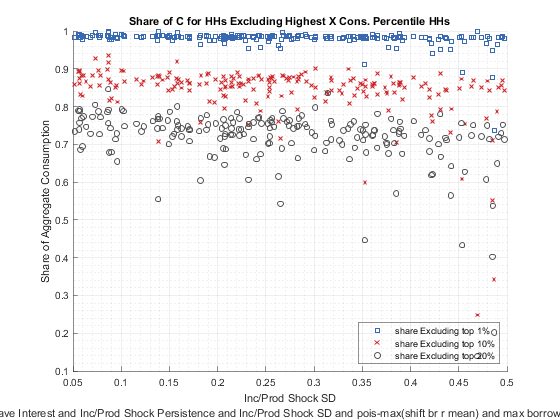 Share of C for HHs Excluding Highest X Cons. Percentile HHs
Share of Aggregate Consumption
1
0.9
0.8
0.7
0.6
0.5
0.4
0.3
0.2
0.1
0.05
0.1
0.15
0.2
0.25
0.3
0.35
0.4
0.45
0.5
share Excluding top 1%
share Excluding top 10%
share Excluding top 20%
Inc/Prod Shock SD
ave Interest and Inc/Prod Shock Persistence and Inc/Prod Shock SD and pois-max(shift br r mean) and max borrow